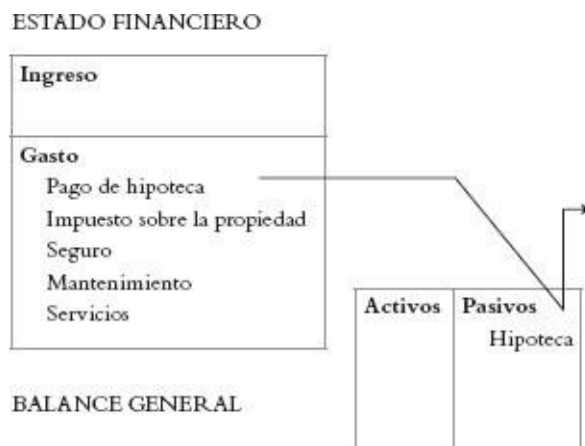 ESTADO FINANCIERO
Ingreso
Gasto
Pago de hipoteca
Impuesto sobre la propiedad
Seguro
Mantenimiento
Servicios
Activos
Pasivos
Hipoteca
BALANCE GENERAL